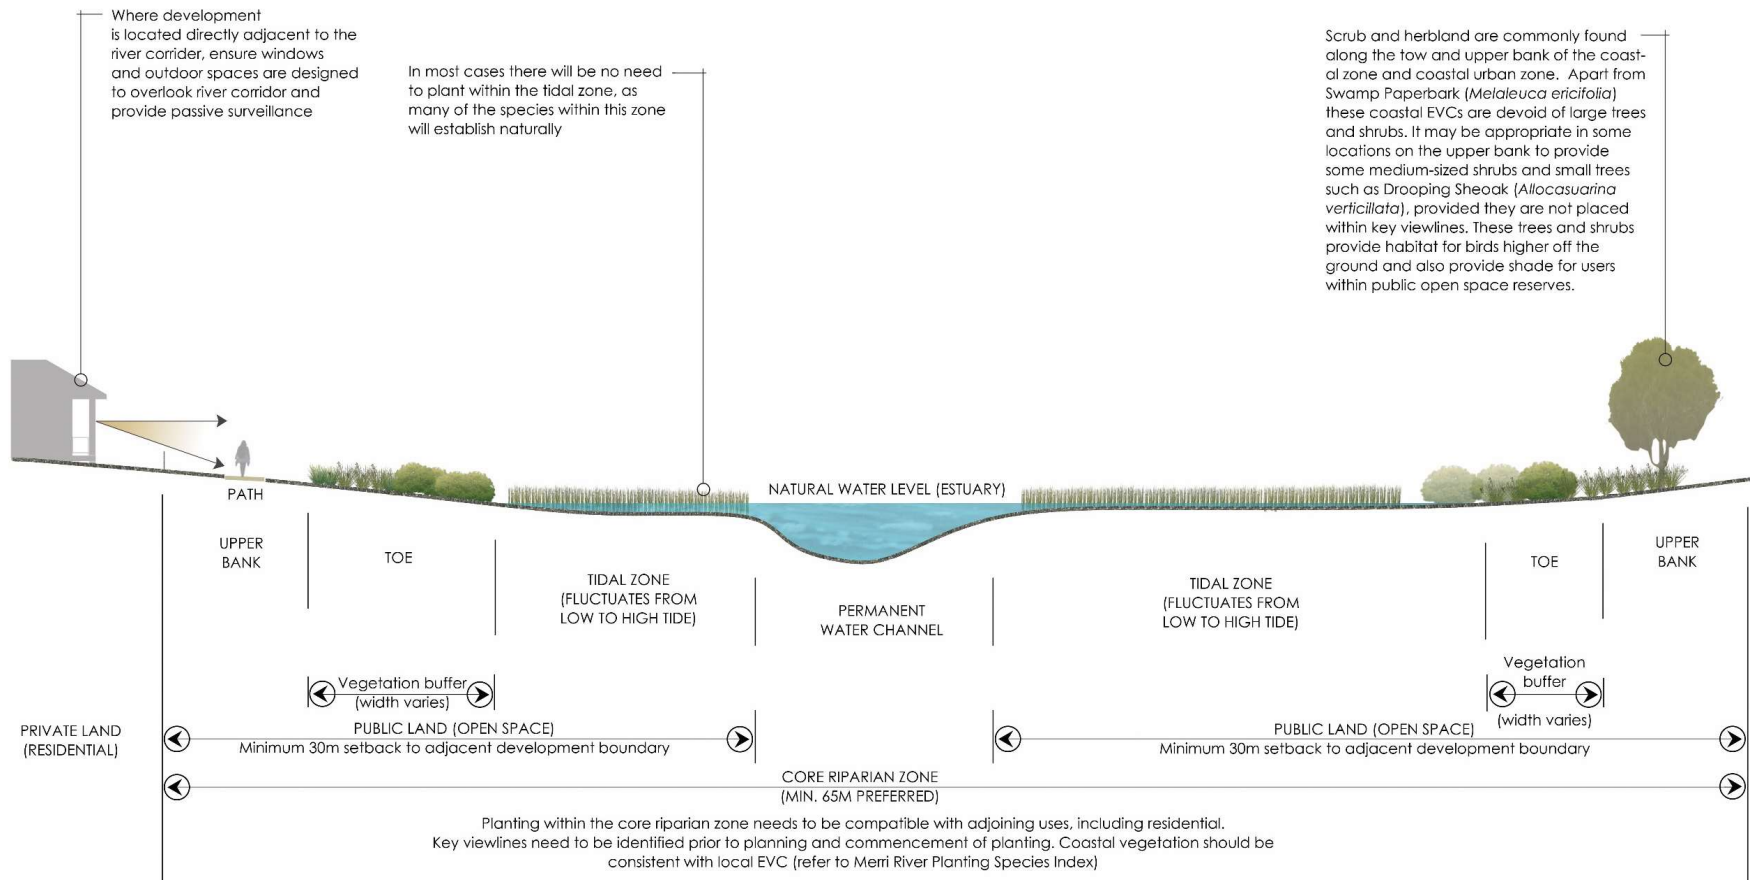 Where development
is located directly adjacent to the
river corrider, ensure windows
and outdoor spaces are designed
to overlook river corridor and
provide passive surveillance
In most cases there will be no need
to plant within the tidal zone, as
many of the species within this zone
will establish naturally
Scrub and herbland are commonly found
along the tow and upper bank of the coast-
al zone and coastal urban zone. Apart from
Swamp Paperbark (Melaleuca ericifolia)
these coastal EVCs are devoid of large trees
and shrubs. It may be appropriate in some
locations on the upper bank to provide
some medium-sized shrubs and small trees
such as Drooping Sheoak (Allocasuarina
verticillata), provided they are not placed
within key viewlines. These trees and shrubs
provide habitat for birds higher off the
ground and also provide shade for users
within public open space reserves.
PATH
NATURAL WATER LEVEL (ESTUARY)
UPPER
BANK
TOE
TIDAL ZONE
(FLUCTUATES FROM
LOW TO HIGH TIDE)
PERMANENT
WATER CHANNEL
TIDAL ZONE
(FLUCTUATES FROM
LOW TO HIGH TIDE)
TOE
UPPER
BANK
Vegetation buffer
(width varies)
Vegetation
buffer
(width varies)
PRIVATE LAND
(RESIDENTIAL)
PUBLIC LAND (OPEN SPACE)
Minimum 30m setback to adjacent development boundary
PUBLIC LAND (OPEN SPACE)
Minimum 30m setback to adjacent development boundary
CORE RIPARIAN ZONE
(MIN. 65M PREFERRED)
Planting within the core riparian zone needs to be compatible with adjoining uses, including residential.
Key viewlines need to be identified prior to planning and commencement of planting. Coastal vegetation should be
consistent with local EVC (refer to Merri River Planting Species Index)